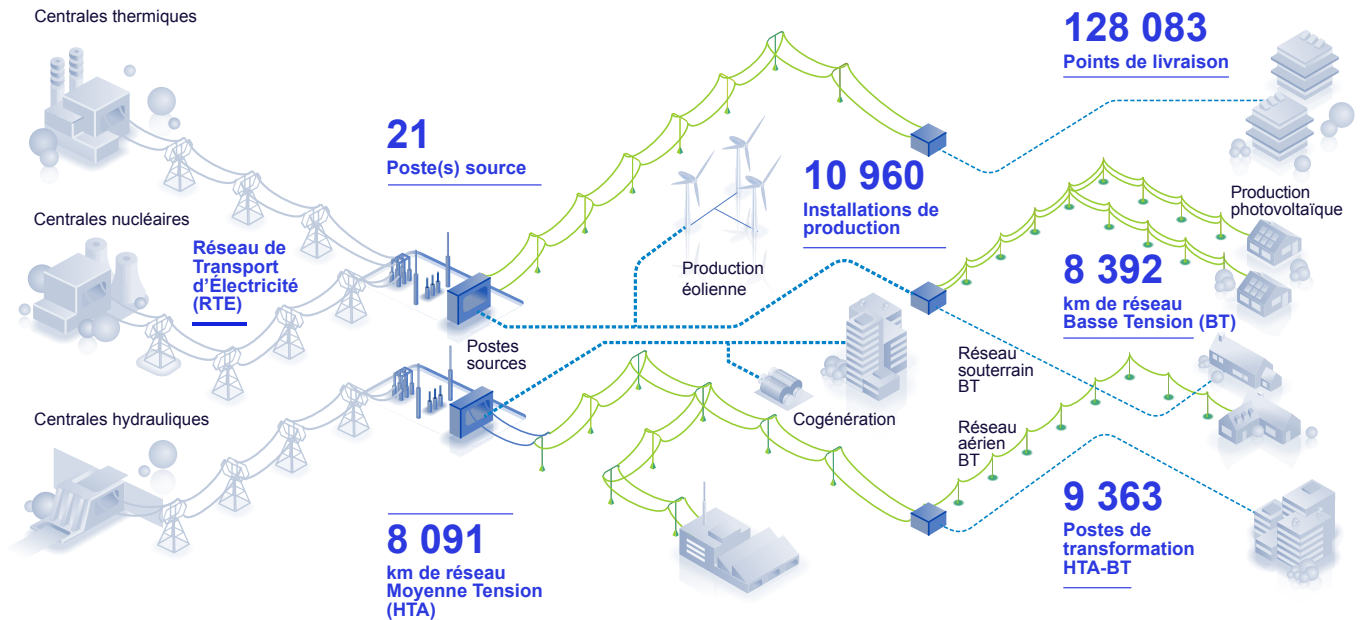 Centrales thermiques
128 083
Points de livraison
21
Poste(s) source
10 960
Installations de
production
Production
photovoltaïque
Centrales nucléaires
Réseau de
Transport
d’Électricité
(RTE)
Production
éolienne
8 392
km de réseau
Basse Tension (BT)
Postes
sources
Réseau
souterrain
BT
Centrales hydrauliques
Cogénération
Réseau
aérien
BT
8 091
km de réseau
Moyenne Tension
(HTA)
9 363
Postes de
transformation
HTA-BT